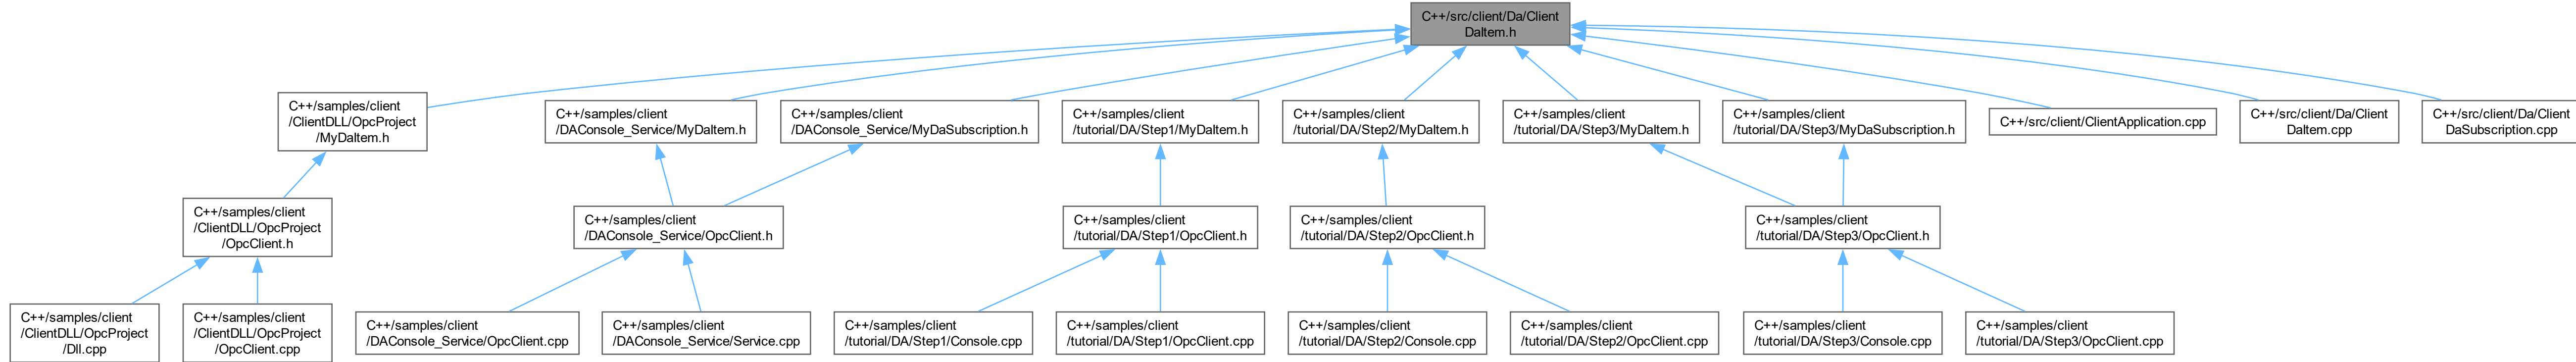 C++/src/client/Da/Client
DaItem.h
C++/samples/client
/ClientDLL/OpcProject
/MyDaItem.h
C++/samples/client
/DAConsole_Service/MyDaItem.h
C++/samples/client
/DAConsole_Service/MyDaSubscription.h
C++/samples/client
/tutorial/DA/Step1/MyDaItem.h
C++/samples/client
/tutorial/DA/Step2/MyDaItem.h
C++/samples/client
/tutorial/DA/Step3/MyDaItem.h
C++/samples/client
/tutorial/DA/Step3/MyDaSubscription.h
C++/src/client/ClientApplication.cpp
C++/src/client/Da/Client
DaItem.cpp
C++/src/client/Da/Client
DaSubscription.cpp
C++/samples/client
/ClientDLL/OpcProject
/OpcClient.h
C++/samples/client
/DAConsole_Service/OpcClient.h
C++/samples/client
/tutorial/DA/Step1/OpcClient.h
C++/samples/client
/tutorial/DA/Step2/OpcClient.h
C++/samples/client
/tutorial/DA/Step3/OpcClient.h
C++/samples/client
/ClientDLL/OpcProject
/Dll.cpp
C++/samples/client
/ClientDLL/OpcProject
/OpcClient.cpp
C++/samples/client
/DAConsole_Service/OpcClient.cpp
C++/samples/client
/DAConsole_Service/Service.cpp
C++/samples/client
/tutorial/DA/Step1/Console.cpp
C++/samples/client
/tutorial/DA/Step1/OpcClient.cpp
C++/samples/client
/tutorial/DA/Step2/Console.cpp
C++/samples/client
/tutorial/DA/Step2/OpcClient.cpp
C++/samples/client
/tutorial/DA/Step3/Console.cpp
C++/samples/client
/tutorial/DA/Step3/OpcClient.cpp